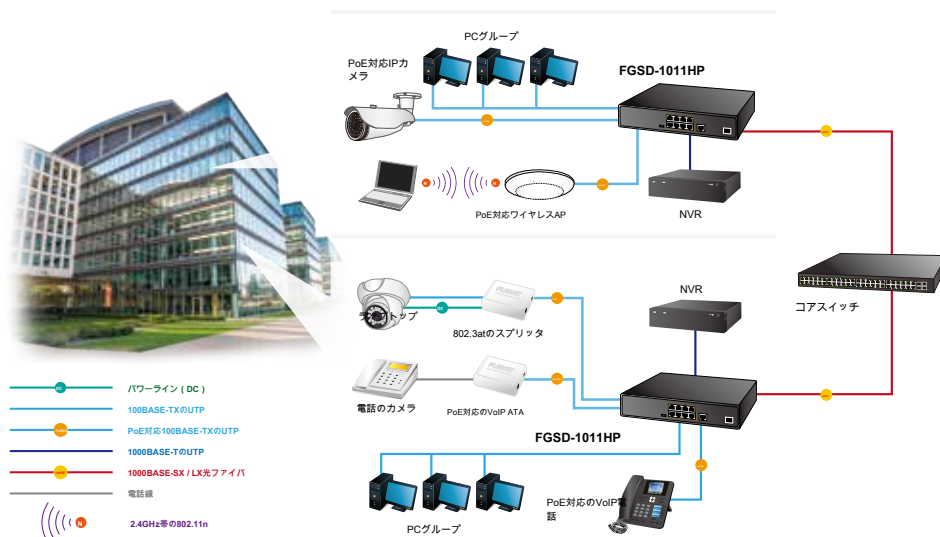 PCグループ
PoE対応IPカ
メラ
FGSD-1011HP
PoE対応ワイヤレスAP
NVR
コアスイッチ
NVR
ラップトップ
PLANET
802.3atのスプリッタ
電話のカメラ
PLANET
PoE対応のVoIP ATA
FGSD-1011HP
PCグループ
PoE対応のVoIP電
話
DC
パワーライン ( DC )
100BASE-TXのUTP
PoE対応100BASE-TXのUTP
1000BASE-TのUTP
1000BASE-SX / LX光ファイバ
電話線
N
2.4GHz帯の802.11n